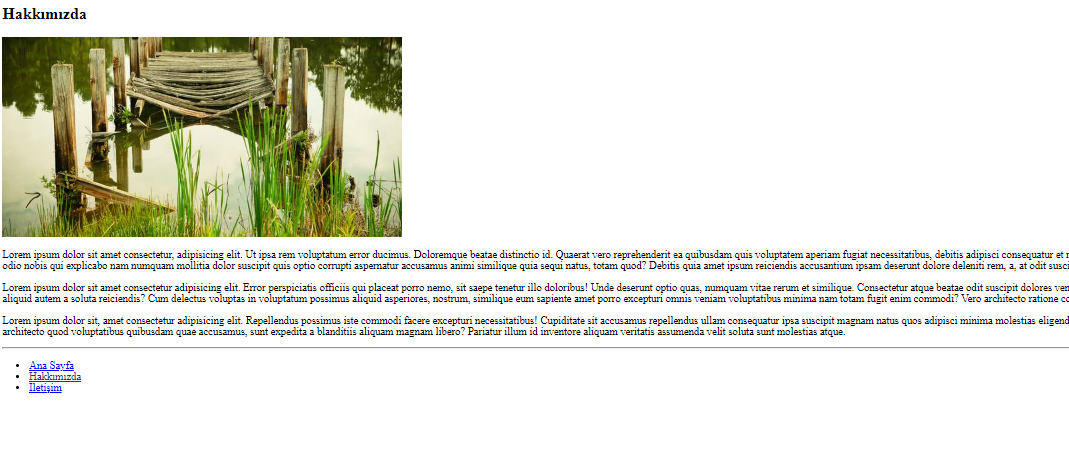 Hakkımızda
Lorem ipsum dolor sit amet consectetur, adipisicing elit. Ut ipsa rem voluptatum error ducimus. Doloremque beatae distinctio id. Quaerat vero reprehenderit ea quibusdam quis voluptatem aperiam fugiat necessitatibus, debitis adipisci consequatur et
odio nobis qui explicabo nam numquam mollitia dolor suscipit quis optio corrupti aspernatur accusamus animi similique quia sequi natus, totam quod? Debitis quia amet ipsum reiciendis accusantium ipsam deserunt dolore deleniti rem, a, at odit
Lorem ipsum dolor sit amet consectetur adipisicing elit. Error perspiciatis officiis qui placeat porro nemo, sit saepe tenetur illo doloribus! Unde deserunt optio quas, numquam vitae rerum et similique. Consectetur atque beatae odit suscipit dolores
aliquid autem a soluta reiciendis? Cum delectus voluptas in voluptatum possimus aliquid asperiores, nostrum, similique eum sapiente amet porro excepturi omnis veniam voluptatibus minima nam totam fugit enim commodi? Vero architecto ratione
Lorem ipsum dolor sit, amet consectetur adipisicing elit. Repellendus possimus iste commodi facere excepturi necessitatibus! Cupiditate sit accusamus repellendus ullam consequatur ipsa suscipit magnam natus quos adipisci minima molestias
architecto quod voluptatibus quibusdam quae accusamus, sunt expedita a blanditiis aliquam magnam libero? Pariatur illum id inventore aliquam veritatis assumenda velit soluta sunt molestias atque.
Ana Sayfa
Hakkımızda
İletişim